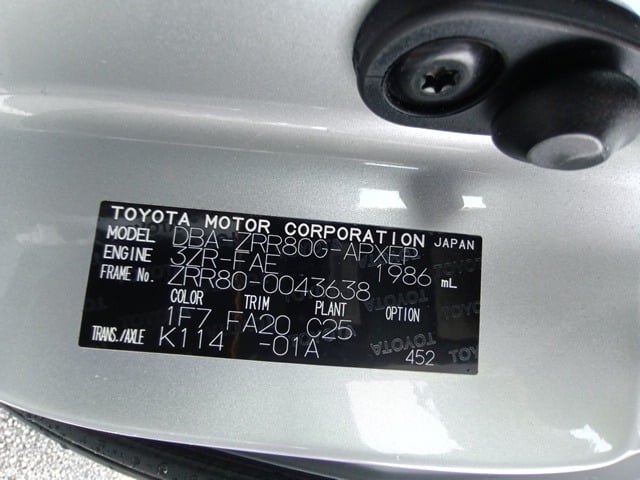 TOYOTA MOTOR CORPORATION JAPAN
MODEL DBA-ZRR80G-APXEP
ENGINE 3ZR-FAE 1986 mL
FRAME No. ZRR80-0043638
COLOR TRIM PLANT OPTION
1F7 FA20 C25
TRANS./AXLE K114 -01A
452